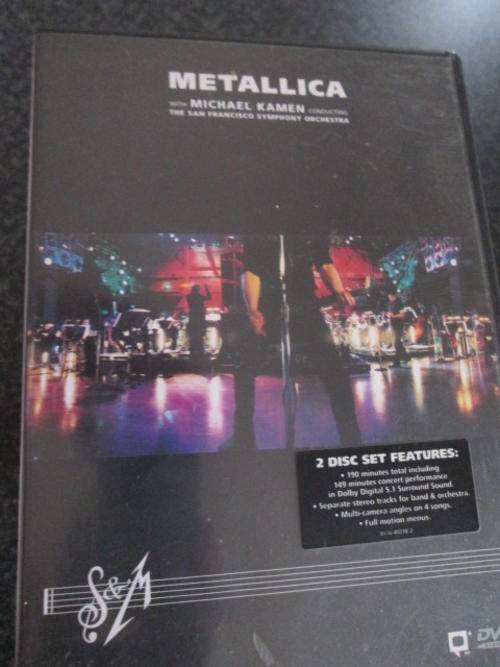 METALLICA
WITH MICHAEL KAMEN CONDUCTING
THE SAN FRANCISCO SYMPHONY ORCHESTRA
2 DISC SET FEATURES:
• 190 minutes total including
149 minutes concert performance
in Dolby Digital 5.1 Surround Sound.
• Separate stereo tracks for band & orchestra.
• Multi-camera angles on 4 songs.
• Full motion menus.
S&M
DV